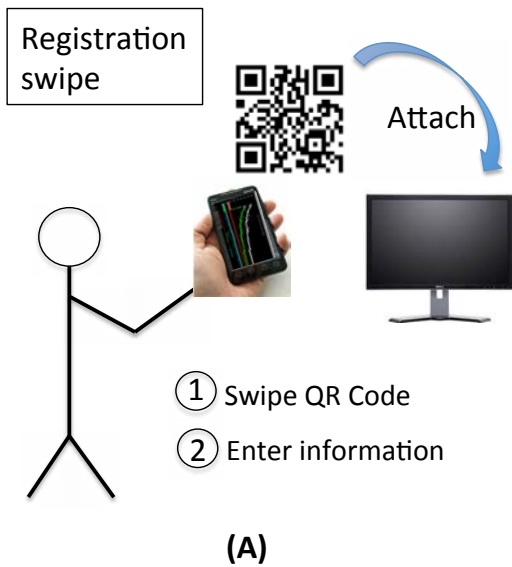 Registration
swipe
Attach
1 Swipe QR Code
2 Enter information
(A)